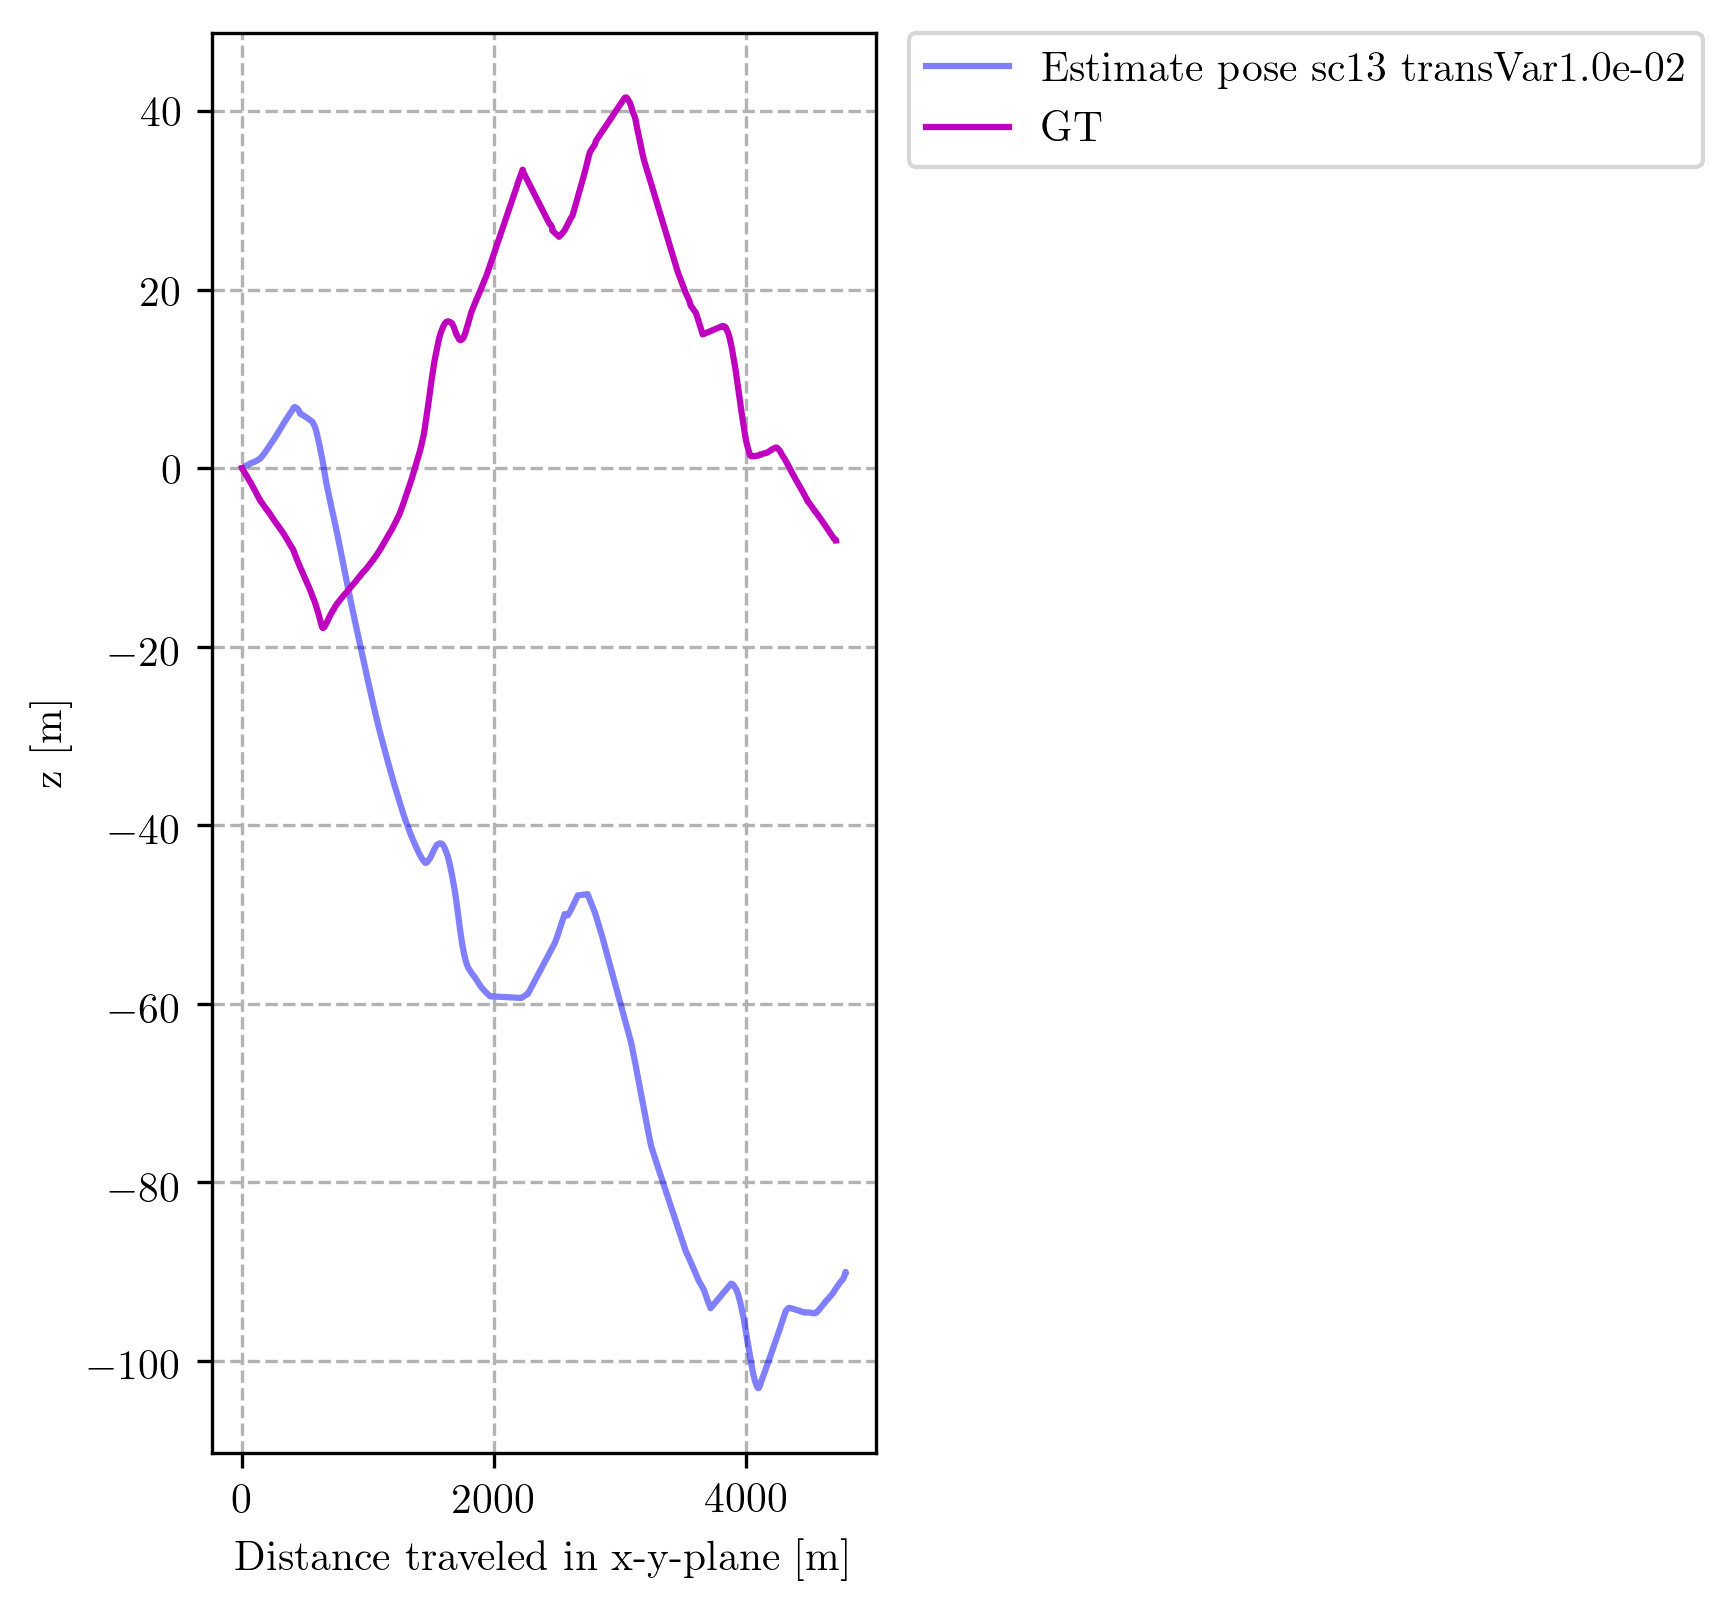 Estimate pose sc13 transVar1.0e-02
GT
40
20
0
−20
−40
−60
−80
−100
z [m]
0 2000 4000
Distance traveled in x-y-plane [m]